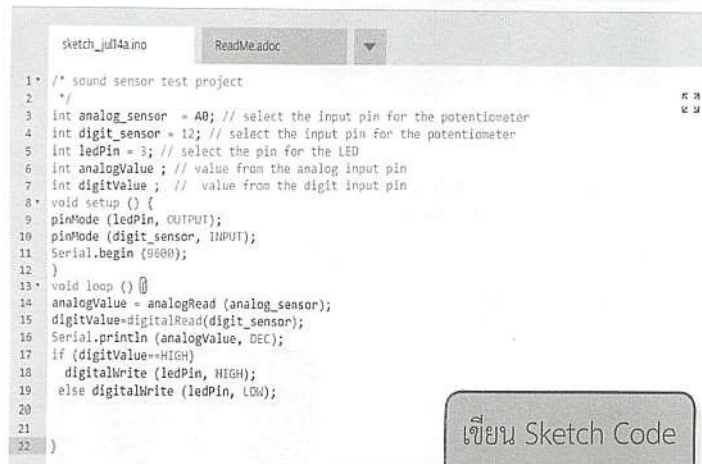 sketch_jul14a.ino
ReadMe.adoc
1 /* sound sensor test project
2 */
3 int analog_sensor = A0; // select the input pin for the potentiometer
4 int digit_sensor = 12; // select the input pin for the potentiometer
5 int ledPin = 3; // select the pin for the LED
6 int analogValue ; // value from the analog input pin
7 int digitValue ; // value from the digit input pin
8 void setup () {
9 pinMode (ledPin, OUTPUT);
10 pinMode (digit_sensor, INPUT);
11 Serial.begin (9600);
12 }
13 void loop () {
14 analogValue = analogRead (analog_sensor);
15 digitValue=digitalRead(digit_sensor);
16 Serial.println (analogValue, DEC);
17 if (digitValue==HIGH)
18 digitalWrite (ledPin, HIGH);
19 else digitalWrite (ledPin, LOW);
20
21
22 }
เขียน Sketch Code